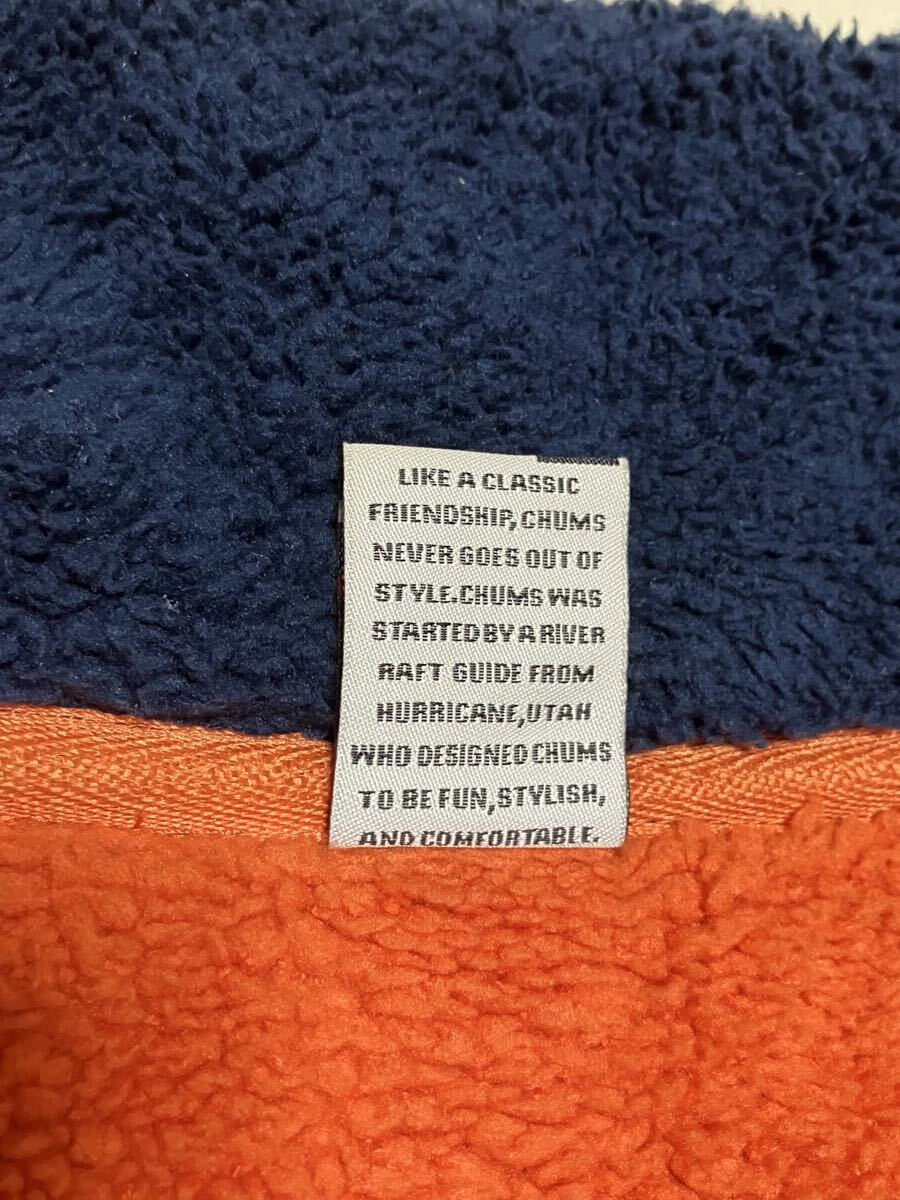 LIKE A CLASSIC
FRIENDSHIP, CHUMS
NEVER GOES OUT OF
STYLE.CHUMS WAS
STARTED BY A RIVER
RAFT GUIDE FROM
HURRICANE,UTAH
WHO DESIGNED CHUMS
TO BE FUN,STYLISH,
AND COMFORTABLE.